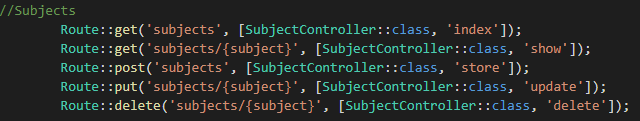 //Subjects
Route::get('subjects', [SubjectController::class, 'index']);
Route::get('subjects/{subject}', [SubjectController::class, 'show']);
Route::post('subjects', [SubjectController::class, 'store']);
Route::put('subjects/{subject}', [SubjectController::class, 'update']);
Route::delete('subjects/{subject}', [SubjectController::class, 'delete']);